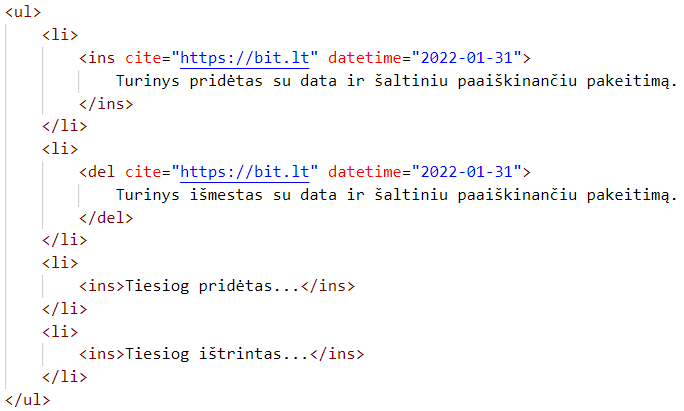 <ul>
<li>
<ins cite="https://bit.lt" datetime="2022-01-31">
Turinys pridėtas su data ir šaltiniu paaiškinančiu pakeitimą.
</ins>
</li>
<li>
<del cite="https://bit.lt" datetime="2022-01-31">
Turinys išmestas su data ir šaltiniu paaiškinančiu pakeitimą.
</del>
</li>
<li>
<ins>Tiesiog pridėtas...</ins>
</li>
<li>
<ins>Tiesiog ištrintas...</ins>
</li>
</ul>